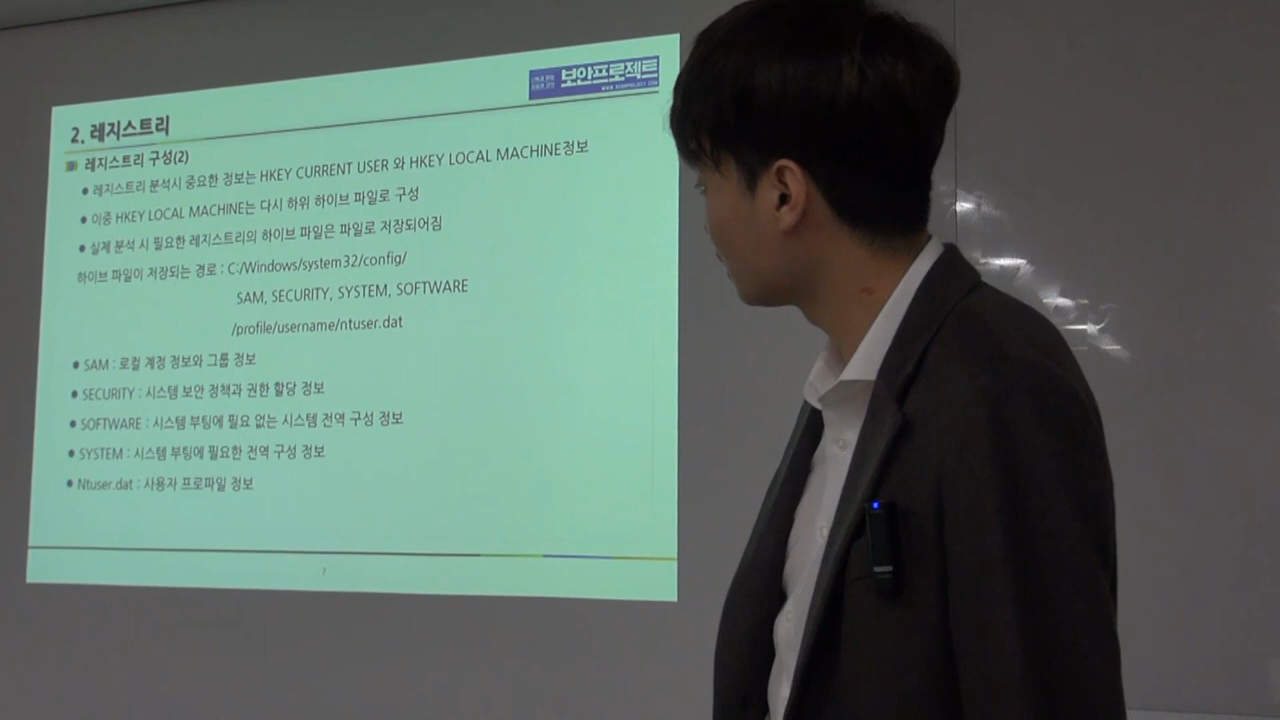 보안프로젝트
WWW.BOANPROJECT.COM
2. 레지스트리
레지스트리 구성(2)
● 레지스트리 분석시 중요한 정보는 HKEY CURRENT USER 와 HKEY LOCAL MACHINE정보
● 이중 HKEY LOCAL MACHINE는 다시 하위 하이브 파일로 구성
● 실제 분석 시 필요한 레지스트리의 하이브 파일은 파일로 저장되어짐
하이브 파일이 저장되는 경로 : C:/Windows/system32/config/
SAM, SECURITY, SYSTEM, SOFTWARE
/profile/username/ntuser.dat
● SAM : 로컬 계정 정보와 그룹 정보
● SECURITY : 시스템 보안 정책과 권한 할당 정보
● SOFTWARE : 시스템 부팅에 필요 없는 시스템 전역 구성 정보
● SYSTEM : 시스템 부팅에 필요한 전역 구성 정보
● Ntuser.dat : 사용자 프로파일 정보
7